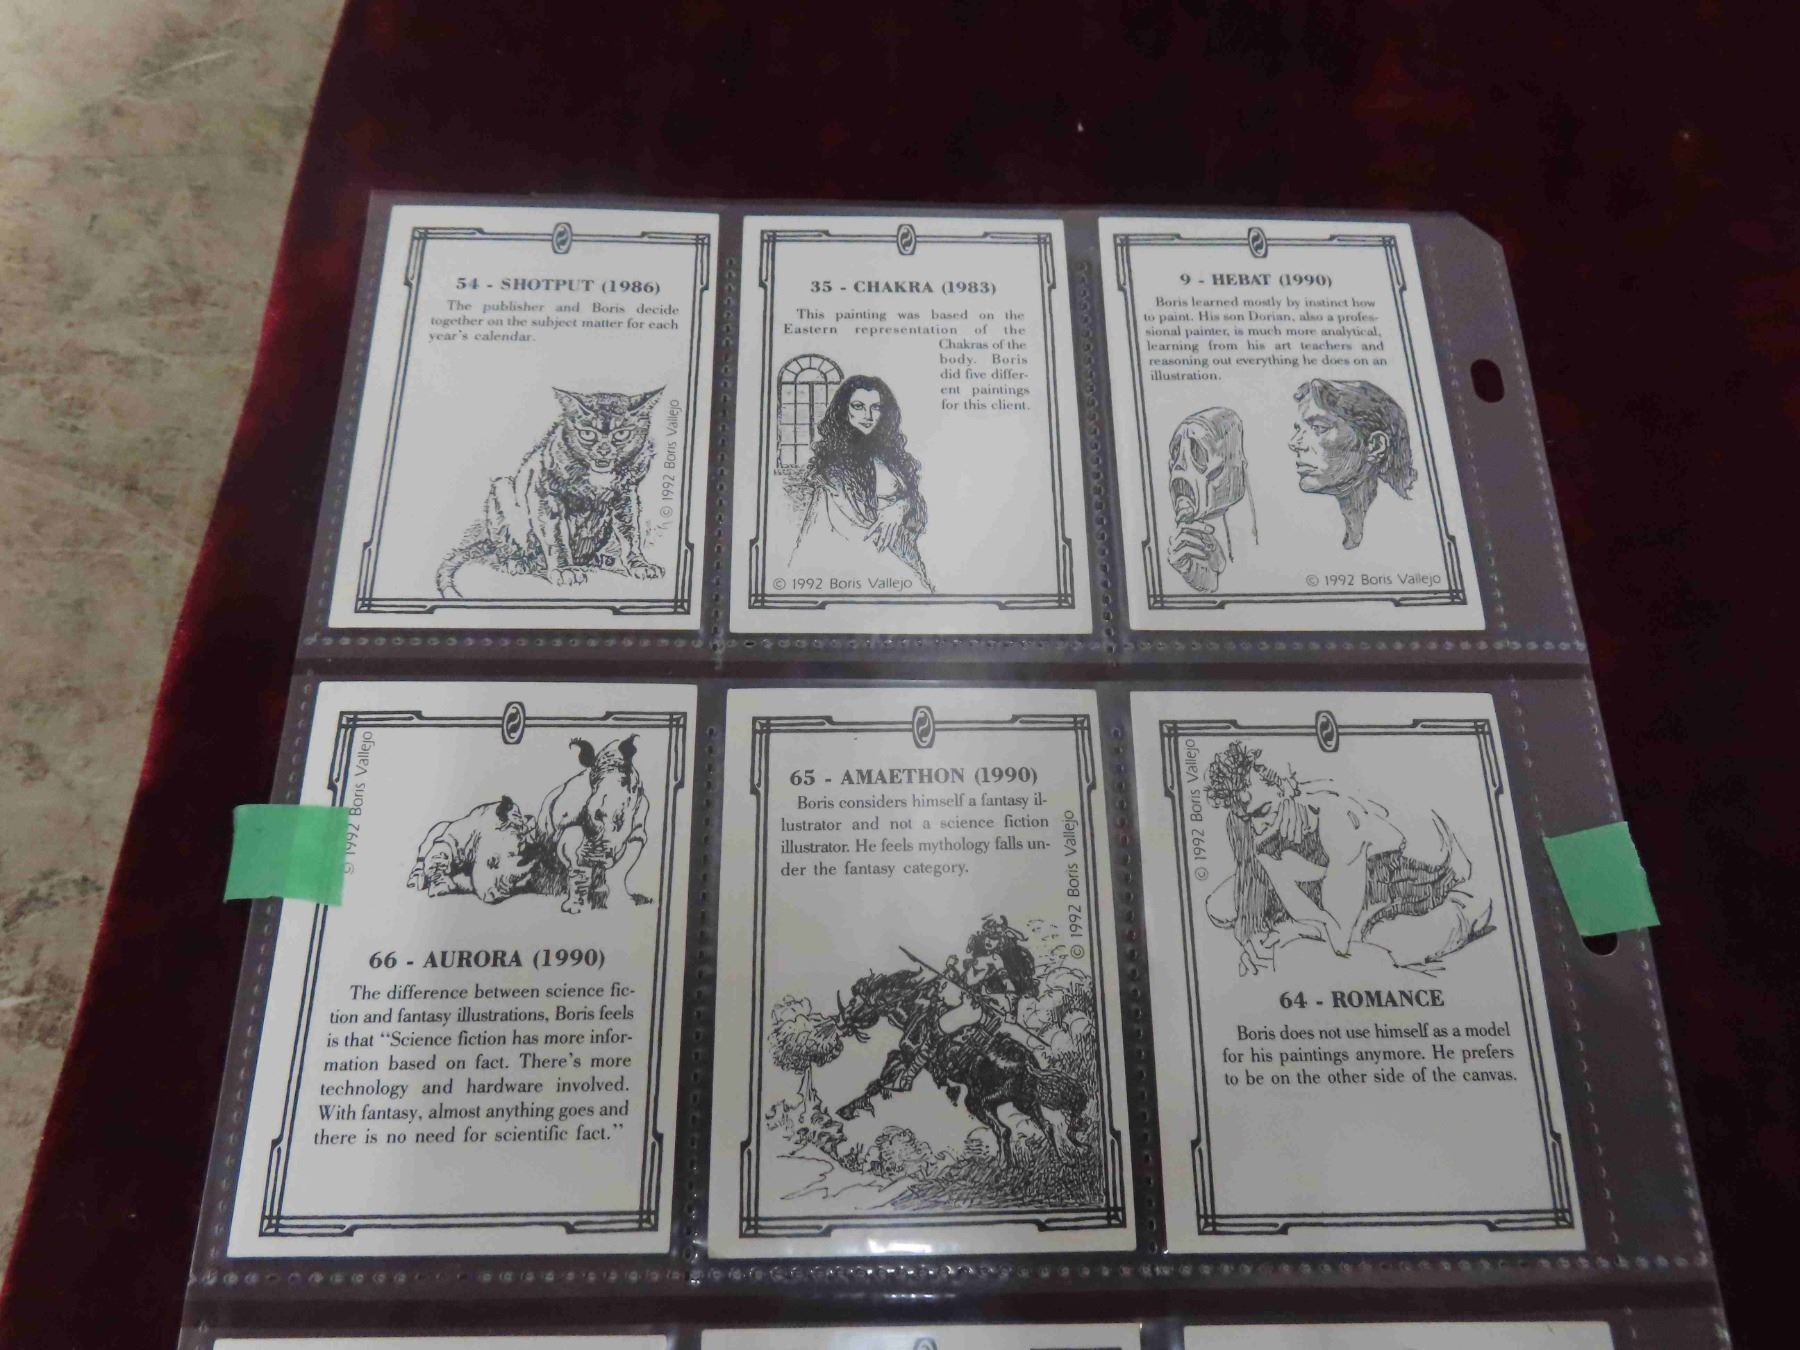 54 - SHOTPUT (1986)
The publisher and Boris decide
together on the subject matter for each
year's calendar.
© 1992 Boris Vallejo
35 - CHAKRA (1983)
This painting was based on the
Eastern representation of the
Chakras of the
body. Boris
did five differ-
ent paintings
for this client.
© 1992 Boris Vallejo
9 - HEBAT (1990)
Boris learned mostly by instinct how
to paint. His son Dorian, also a profes-
sional painter, is much more analytical,
learning from his art teachers and
reasoning out everything he does on an
illustration.
© 1992 Boris Vallejo
© 1992 Boris Vallejo
66 - AURORA (1990)
The difference between science fic-
tion and fantasy illustrations, Boris feels
is that “Science fiction has more infor-
mation based on fact. There's more
technology and hardware involved.
With fantasy, almost anything goes and
there is no need for scientific fact.”
65 - AMAETHON (1990)
Boris considers himself a fantasy il-
lustrator and not a science fiction
illustrator. He feels mythology falls un-
der the fantasy category.
© 1992 Boris Vallejo
© 1992 Boris Vallejo
64 - ROMANCE
Boris does not use himself as a model
for his paintings anymore. He prefers
to be on the other side of the canvas.